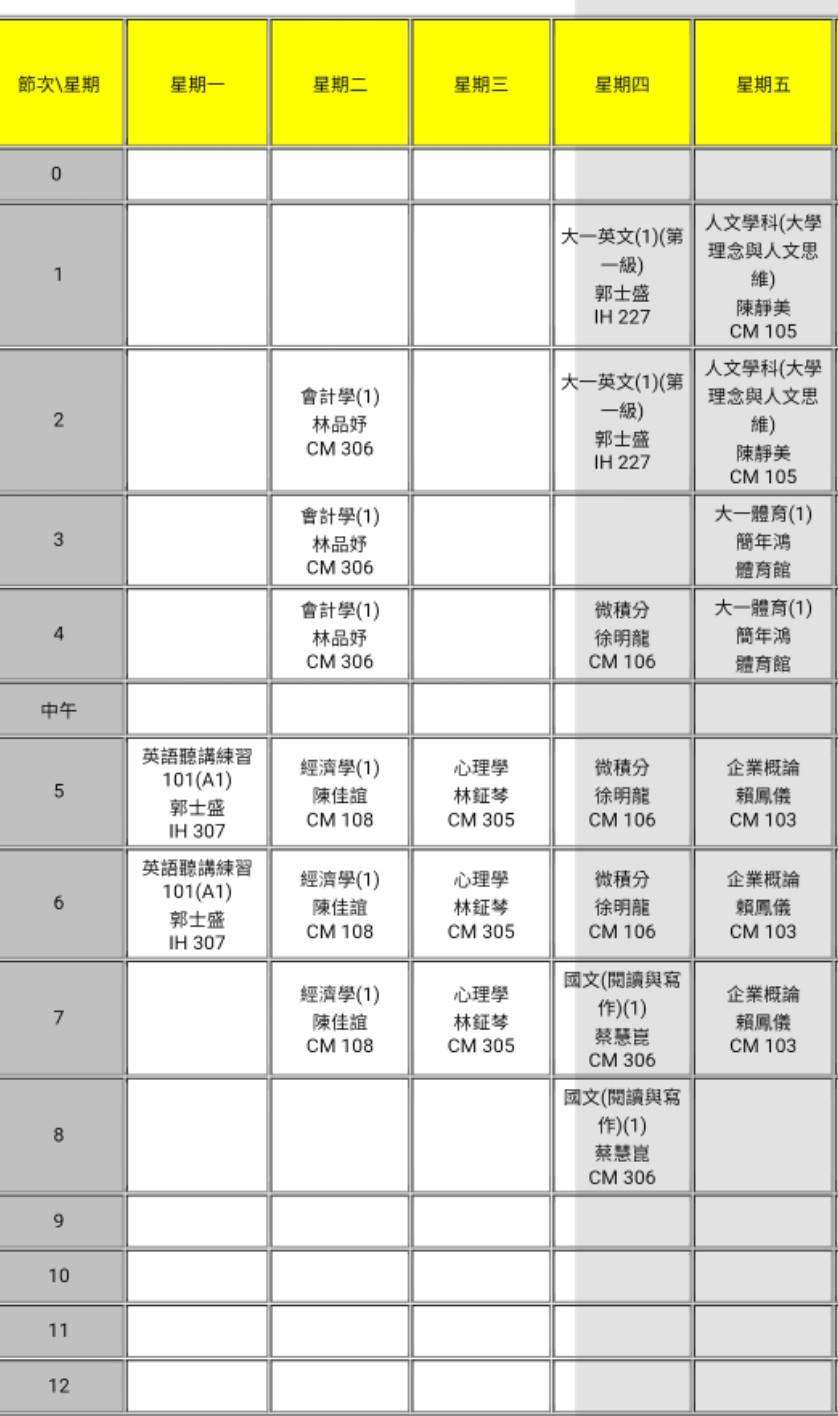 節次\星期 星期一 星期二 星期三 星期四 星期五
0
1
大一英文(1)(第
一級)
郭士盛
IH 227
人文學科(大學
理念與人文思
維)
陳靜美
CM 105
2
會計學(1)
林品妤
CM 306
大一英文(1)(第
一級)
郭士盛
IH 227
人文學科(大學
理念與人文思
維)
陳靜美
CM 105
3
會計學(1)
林品妤
CM 306
大一體育(1)
簡年鴻
體育館
4
會計學(1)
林品妤
CM 306
微積分
徐明龍
CM 106
大一體育(1)
簡年鴻
體育館
中午
5
英語聽講練習
101(A1)
郭士盛
IH 307
經濟學(1)
陳佳誼
CM 108
心理學
林鉦棽
CM 305
微積分
徐明龍
CM 106
企業概論
賴鳳儀
CM 103
6
英語聽講練習
101(A1)
郭士盛
IH 307
經濟學(1)
陳佳誼
CM 108
心理學
林鉦棽
CM 305
微積分
徐明龍
CM 106
企業概論
賴鳳儀
CM 103
7
經濟學(1)
陳佳誼
CM 108
心理學
林鉦棽
CM 305
國文(閱讀與寫
作)(1)
蔡慧崑
CM 306
企業概論
賴鳳儀
CM 103
8
國文(閱讀與寫
作)(1)
蔡慧崑
CM 306
9
10
11
12